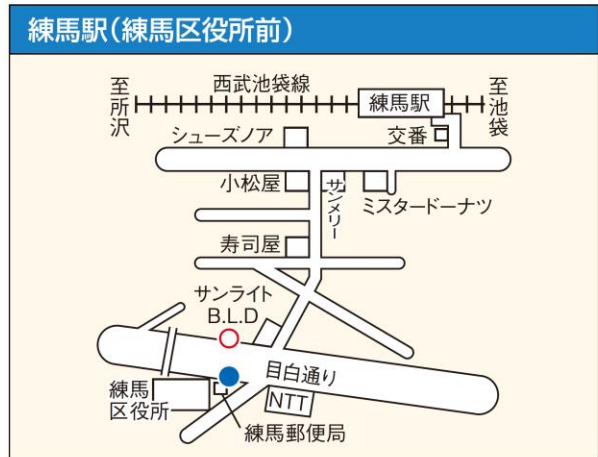 練馬駅(練馬区役所前)
至所沢
西武池袋線
練馬駅
至池袋
シューズノア
交番
小松屋
サンメリー
ミスタードーナツ
寿司屋
サンライト
B.L.D
目白通り
練馬
区役所
NTT
練馬郵便局